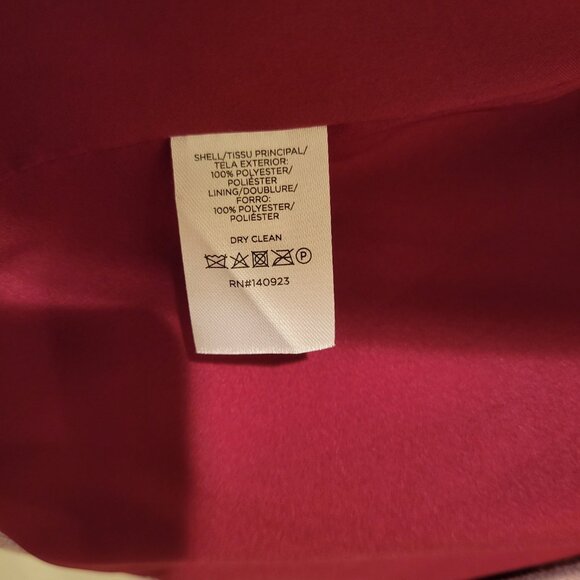 SHELL/TISSU PRINCIPAL/
TELA EXTERIOR:
100% POLYESTER/
POLIÉSTER
LINING/DOUBLURE/
FORRO:
100% POLYESTER/
POLIÉSTER
DRY CLEAN
P
RN#140923